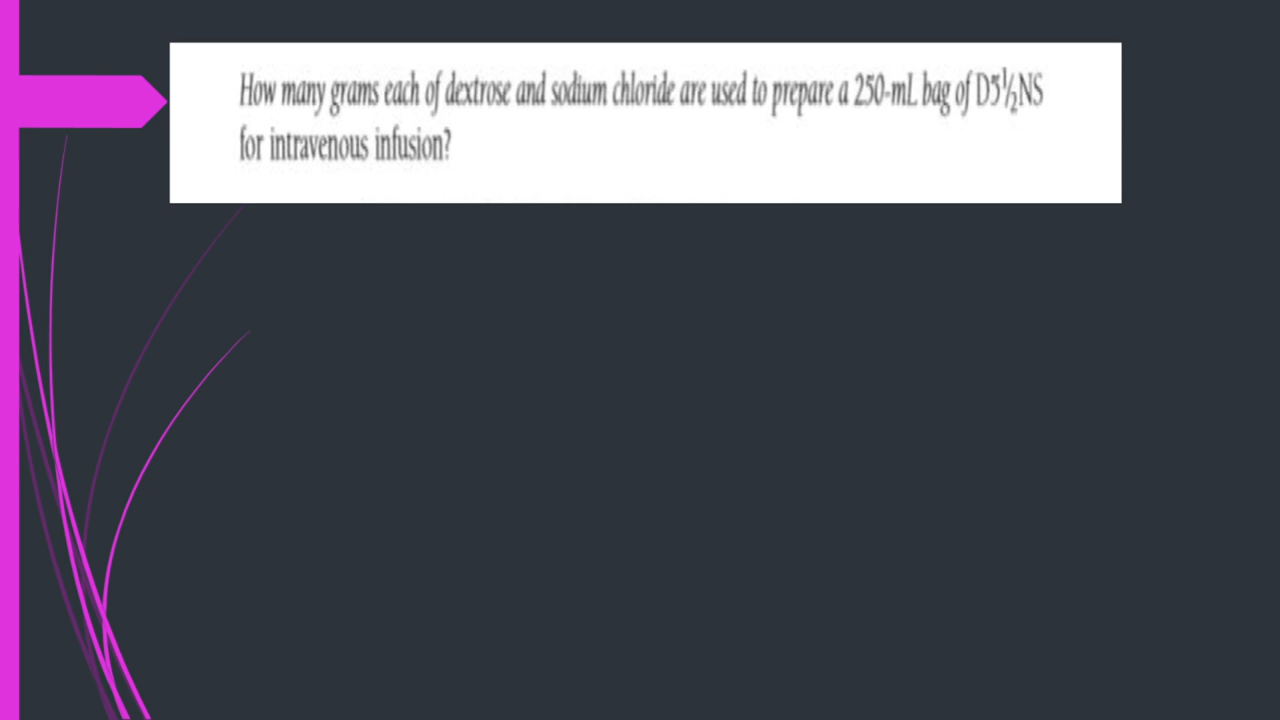 How many grams each of dextrose and sodium chloride are used to prepare a 250-mL bag of D5½NS
for intravenous infusion?